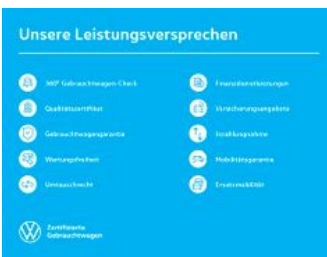 Unsere Leistungsversprechen
360° Gebrauchtwagen-Check
Qualitätszertifikat
Gebrauchtwagengarantie
Wartungsfreiheit
Umtauschrecht
Finanzdienstleistungen
Versicherungsangebote
Inzahlungnahme
Mobilitätsgarantie
Ersatzmobilität
Zertifizierte
Gebrauchtwagen